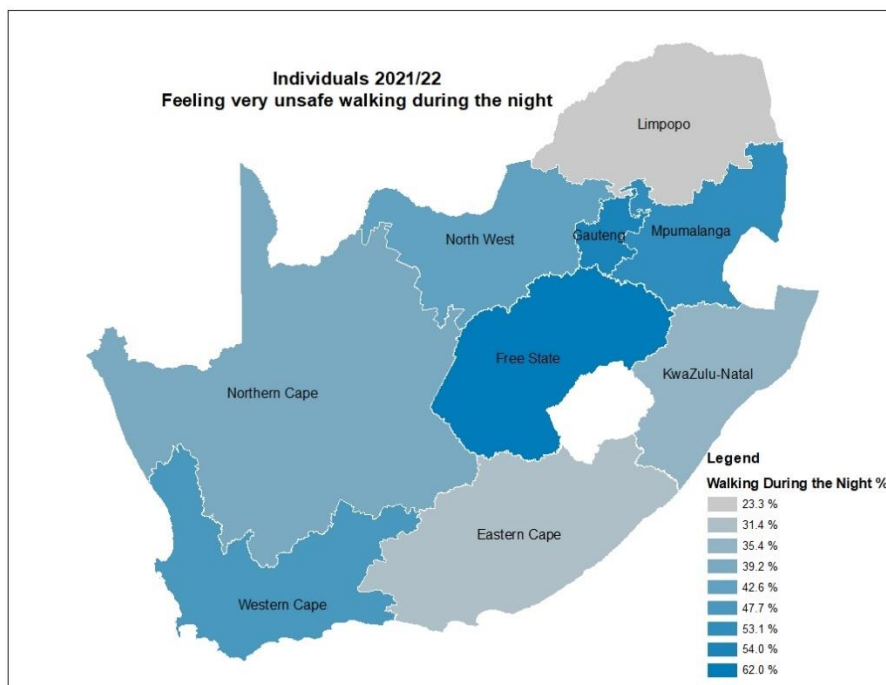 Individuals 2021/22
Feeling very unsafe walking during the night
Limpopo
North West
Gauteng
Mpumalanga
Free State
KwaZulu-Natal
Northern Cape
Eastern Cape
Western Cape
Legend
Walking During the Night %
23.3 %
31.4 %
35.4 %
39.2 %
42.6 %
47.7 %
53.1 %
54.0 %
62.0 %